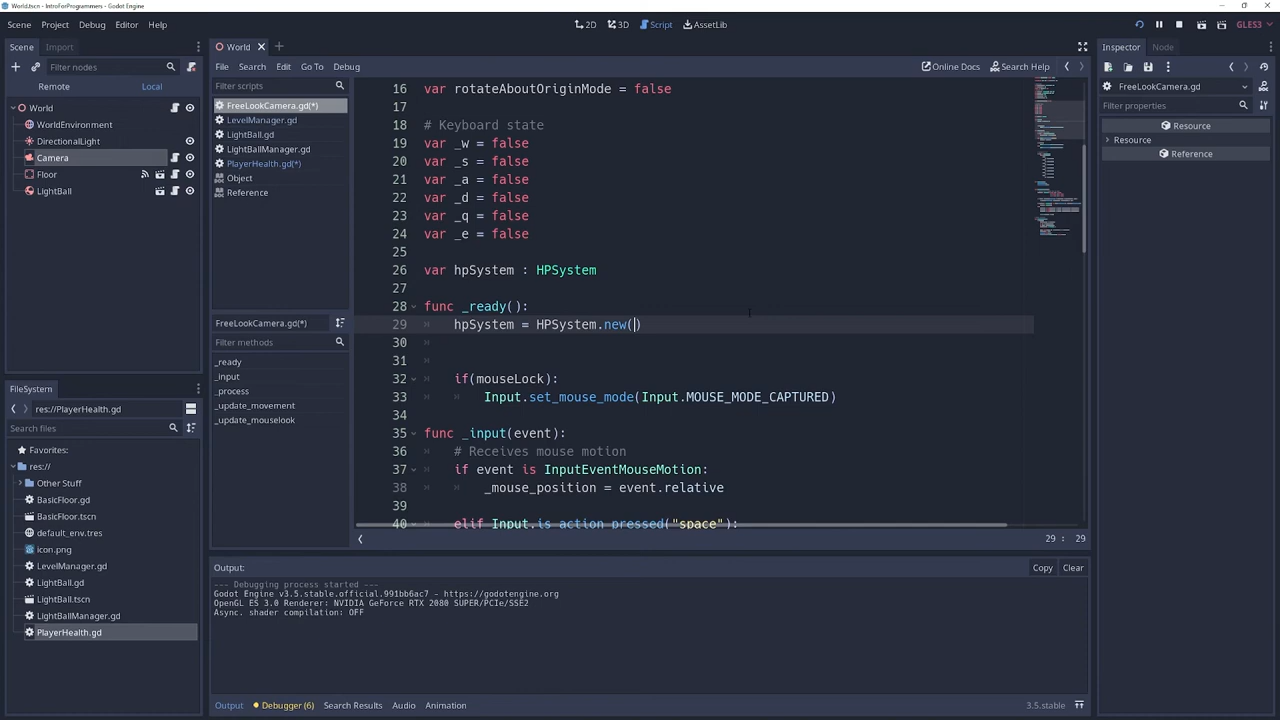 World.tscn - IntroForProgrammers - Godot Engine
Scene Project Debug Editor Help
2D 3D Script AssetLib
GLES3
Scene Import
Filter nodes
Remote Local
World
WorldEnvironment
DirectionalLight
Camera
Floor
LightBall
FileSystem
res://PlayerHealth.gd
Search files
Favorites:
res://
Other Stuff
BasicFloor.gd
BasicFloor.tscn
default_env.tres
icon.png
LevelManager.gd
LightBall.gd
LightBall.tscn
LightBallManager.gd
PlayerHealth.gd
World
File Search Edit Go To Debug
Online Docs Search Help
Filter scripts
FreeLookCamera.gd(*)
LevelManager.gd
LightBall.gd
LightBallManager.gd
PlayerHealth.gd(*)
Object
Reference
FreeLookCamera.gd(*)
Filter methods
_ready
_input
_process
_update_movement
_update_mouselook
16 var rotateAboutOriginMode = false
17
18 # Keyboard state
19 var _w = false
20 var _s = false
21 var _a = false
22 var _d = false
23 var _q = false
24 var _e = false
25
26 var hpSystem : HPSystem
27
28 func _ready():
29 hpSystem = HPSystem.new()
30
31
32 if(mouseLock):
33 Input.set_mouse_mode(Input.MOUSE_MODE_CAPTURED)
34
35 func _input(event):
36 # Receives mouse motion
37 if event is InputEventMouseMotion:
38 _mouse_position = event.relative
39
40 elif Input.is_action_pressed("space"):
29 : 29
Output:
Copy Clear
--- Debugging process started ---
Godot Engine v3.5.stable.official.991bb6ac7 - https://godotengine.org
OpenGL ES 3.0 Renderer: NVIDIA GeForce RTX 2080 SUPER/PCIe/SSE2
Async. shader compilation: OFF
Output Debugger (6) Search Results Audio Animation
3.5.stable
Inspector Node
FreeLookCamera.gd
Filter properties
Resource
Resource
Reference